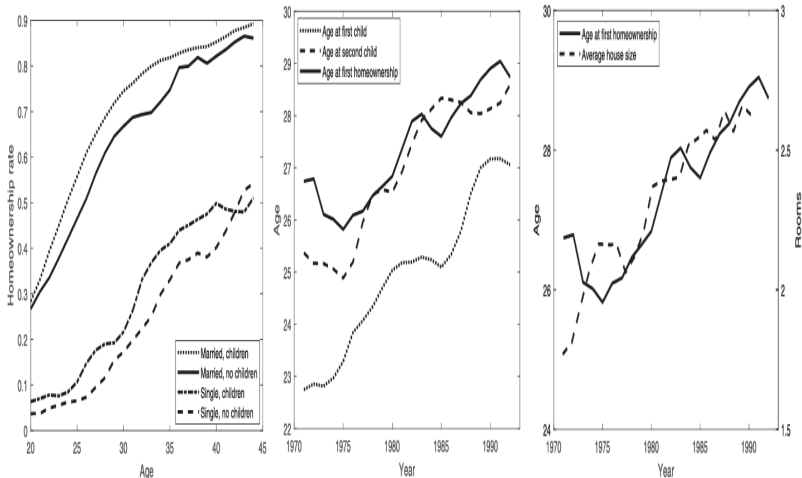 0.9
0.8
0.7
0.6
0.5
0.4
0.3
0.2
0.1
0
Homeownership rate
20 25 30 35 40 45
Age
Married, children
Married, no children
Single, children
Single, no children
30
29
28
27
26
25
24
23
22
Age
1970 1975 1980 1985 1990
Year
Age at first child
Age at second child
Age at first homeownership
30
28
26
24
Age
1970 1975 1980 1985 1990
Year
3
2.5
2
1.5
Rooms
Age at first homeownership
Average house size